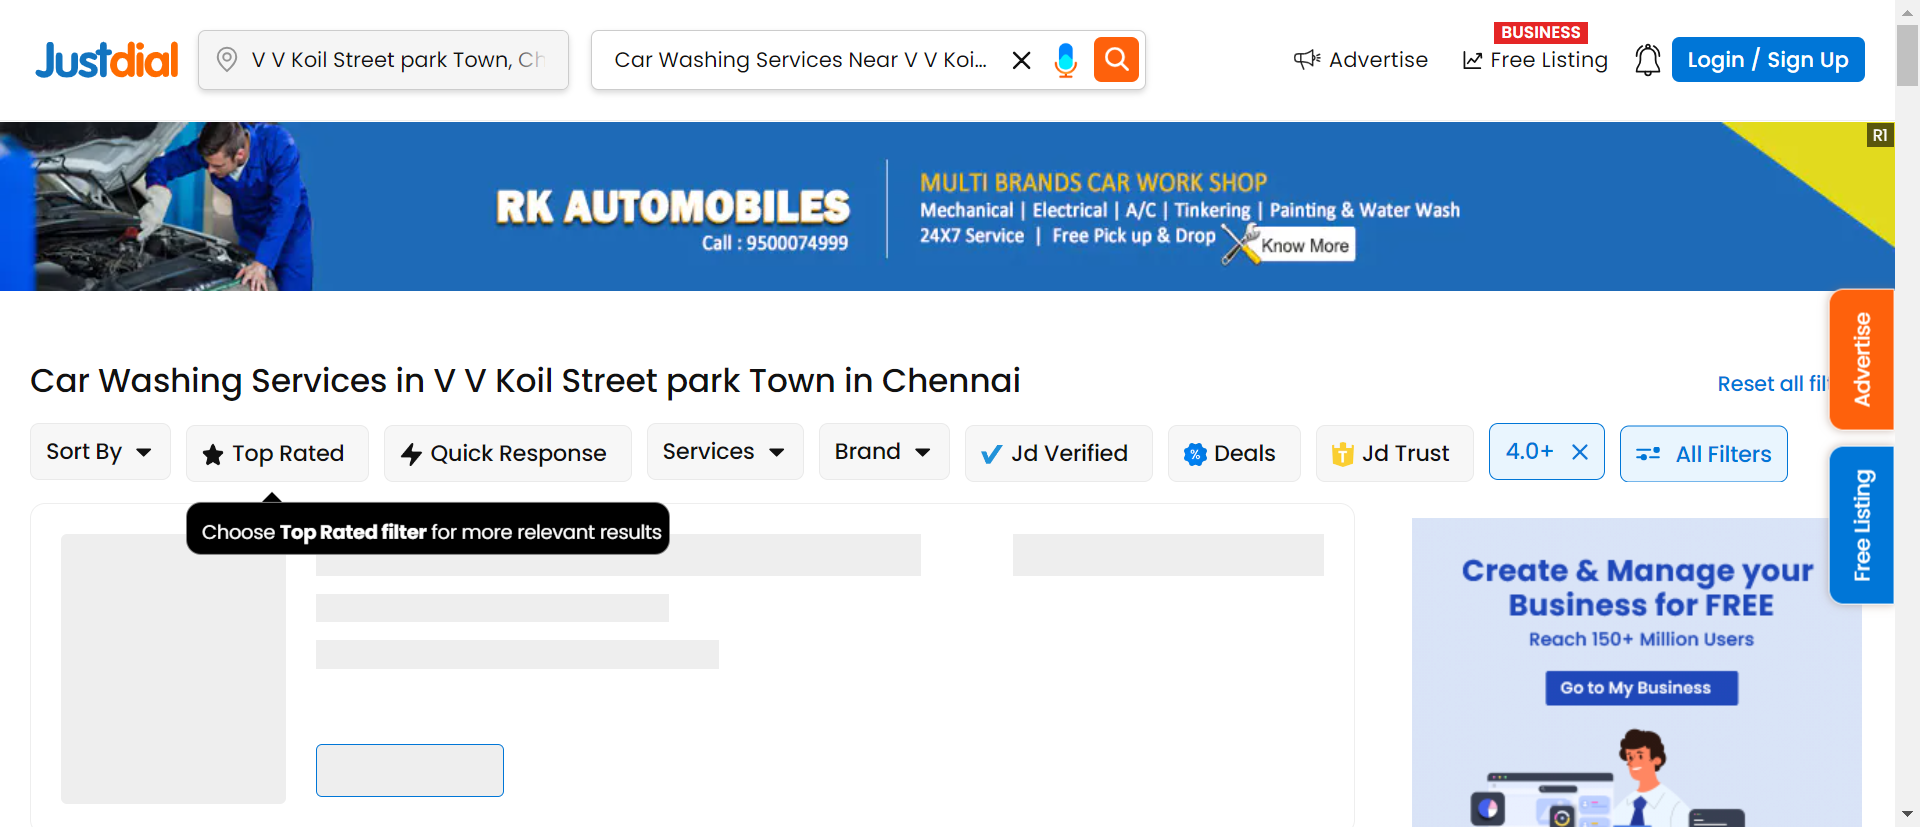 Justdial
V V Koil Street park Town, Ch
Car Washing Services Near V V Koi...
Advertise
BUSINESS
Free Listing
Login / Sign Up
R1
RK AUTOMOBILES
Call : 9500074999
MULTI BRANDS CAR WORK SHOP
Mechanical | Electrical | A/C | Tinkering | Painting & Water Wash
24X7 Service | Free Pick up & Drop
Know More
Advertise
Free Listing
Car Washing Services in V V Koil Street park Town in Chennai
Reset all fil
Sort By
Top Rated
Quick Response
Services
Brand
Jd Verified
Deals
Jd Trust
4.0+
All Filters
Choose Top Rated filter for more relevant results
Create & Manage your
Business for FREE
Reach 150+ Million Users
Go to My Business